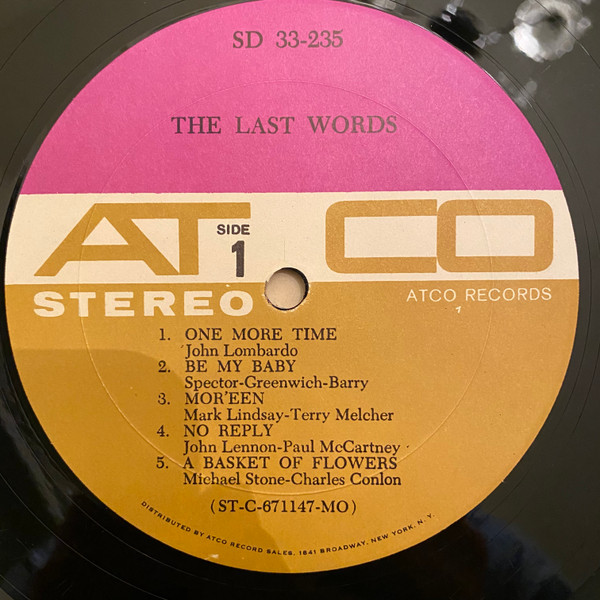 SD 33-235
THE LAST WORDS
ATCO
SIDE
1
STEREO
ATCO RECORDS
1
1. ONE MORE TIME
John Lombardo
2. BE MY BABY
Spector-Greenwich-Barry
3. MOR'EEN
Mark Lindsay-Terry Melcher
4. NO REPLY
John Lennon-Paul McCartney
5. A BASKET OF FLOWERS
Michael Stone-Charles Conlon
(ST-C-671147-MO)
DISTRIBUTED BY ATCO RECORD SALES, 1841 BROADWAY, NEW YORK, N. Y.